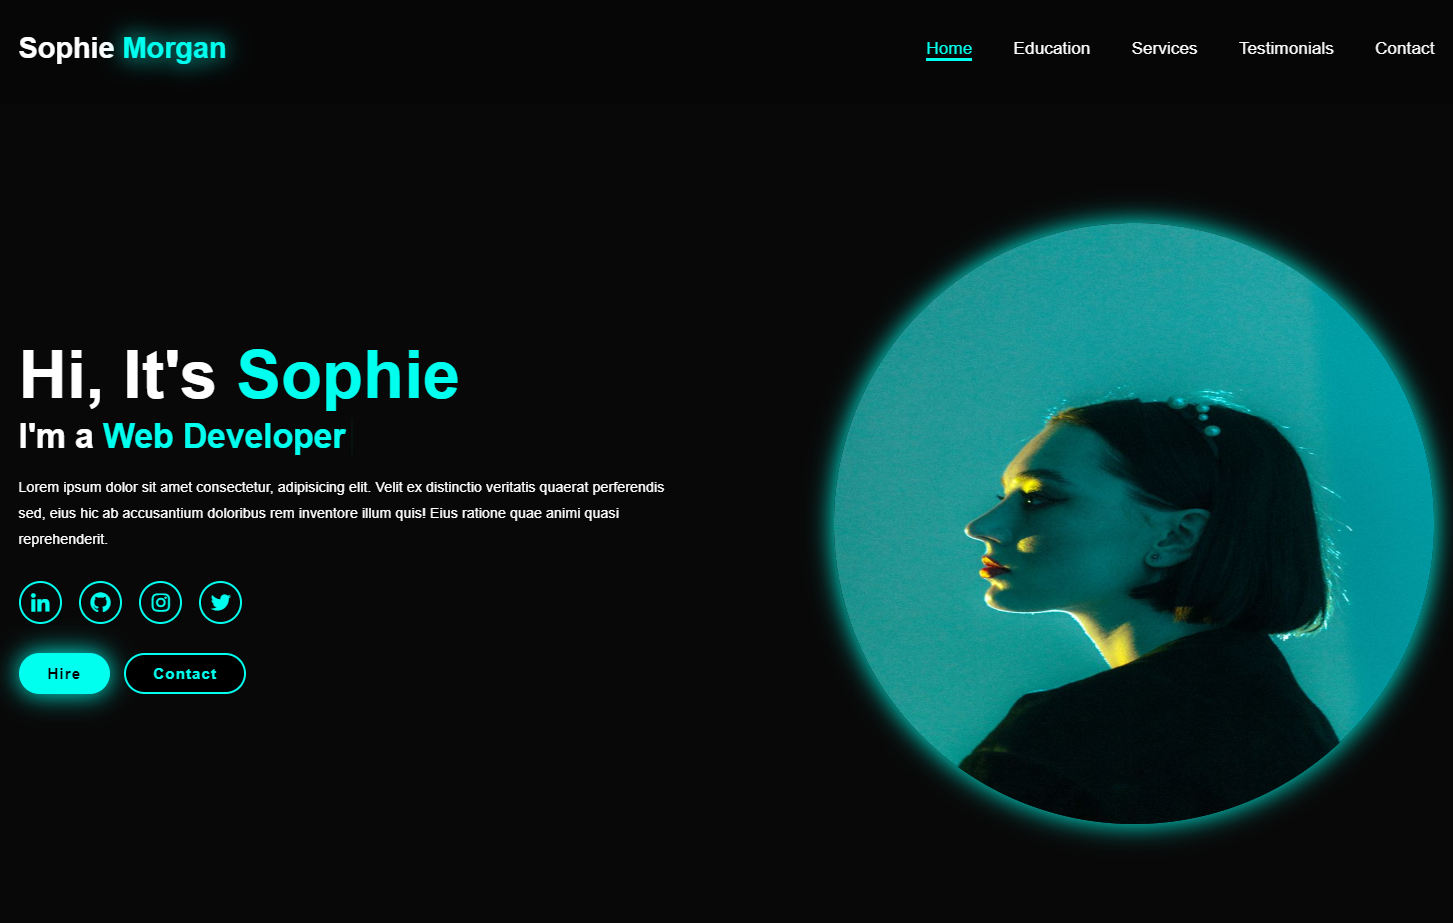 Sophie Morgan
Home Education Services Testimonials Contact
Hi, It's Sophie
I'm a Web Developer
Lorem ipsum dolor sit amet consectetur, adipisicing elit. Velit ex distinctio veritatis quaerat perferendis
sed, eius hic ab accusantium doloribus rem inventore illum quis! Eius ratione quae animi quasi
reprehenderit.
in
Hire Contact